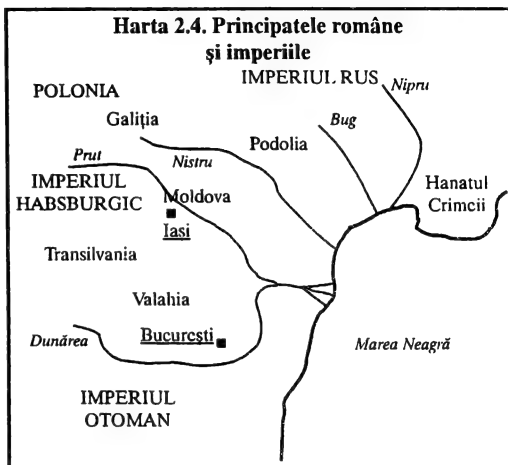 Harta 2.4. Principatele române
și imperiile
IMPERIUL RUS
Nipru
POLONIA
Galiția
Bug
Podolia
Prut
Nistru
IMPERIUL
HABSBURGIC
Moldova
Hanatul
Crimeii
Iași
Transilvania
Valahia
Dunărea
București
Marea Neagră
IMPERIUL
OTOMAN